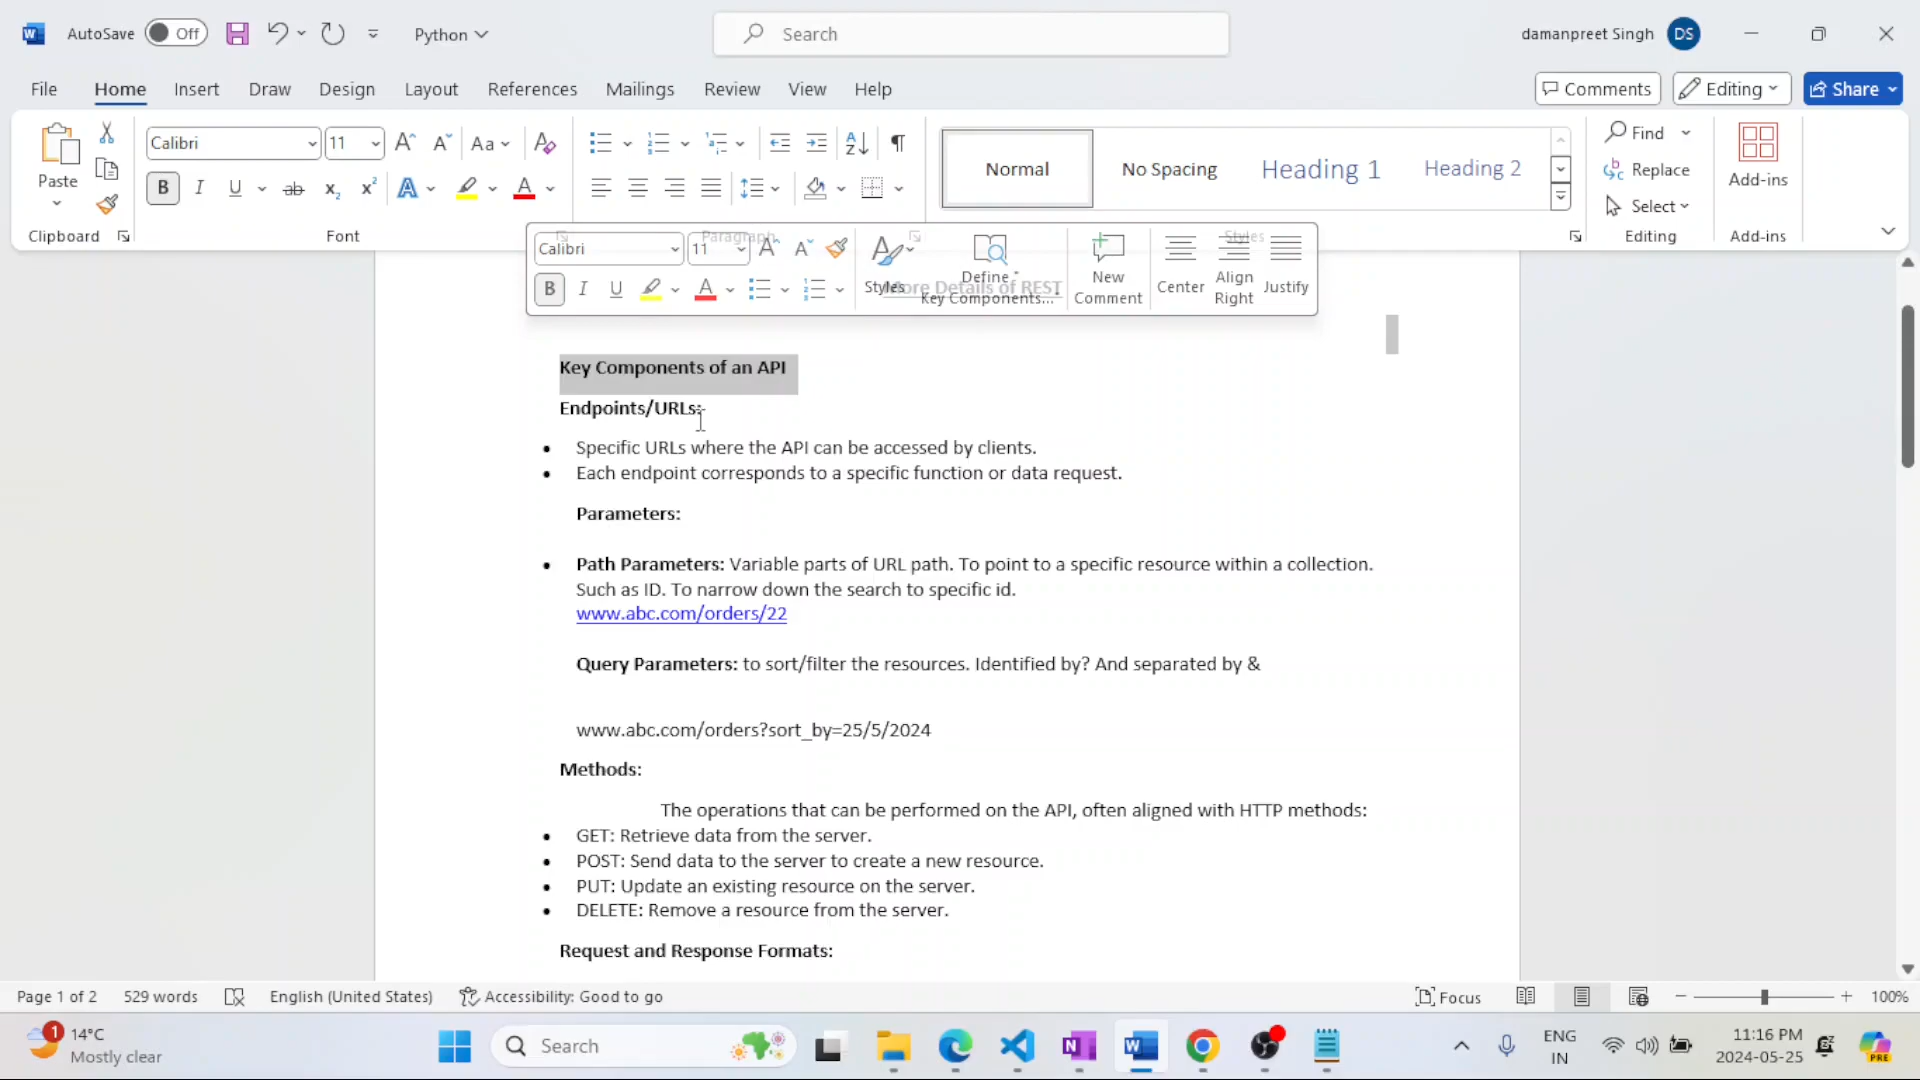 AutoSave Off Python Search damanpreet Singh DS
File Home Insert Draw Design Layout References Mailings Review View Help Comments Editing Share
Paste Calibri 11 Aa Normal No Spacing Heading 1 Heading 2 Find Replace Select Add-ins
Clipboard Font Paragraph Styles Editing Add-ins
Calibri 11 Styles Define "Key Components... New Comment Center Align Right Justify
More Details of REST
Key Components of an API
Endpoints/URLs:
• Specific URLs where the API can be accessed by clients.
• Each endpoint corresponds to a specific function or data request.
Parameters:
• Path Parameters: Variable parts of URL path. To point to a specific resource within a collection.
Such as ID. To narrow down the search to specific id.
www.abc.com/orders/22
Query Parameters: to sort/filter the resources. Identified by? And separated by &
www.abc.com/orders?sort_by=25/5/2024
Methods:
The operations that can be performed on the API, often aligned with HTTP methods:
• GET: Retrieve data from the server.
• POST: Send data to the server to create a new resource.
• PUT: Update an existing resource on the server.
• DELETE: Remove a resource from the server.
Request and Response Formats:
Page 1 of 2 529 words English (United States) Accessibility: Good to go Focus 100%
1 14°C Mostly clear Search ENG IN 11:16 PM 2024-05-25 PRE